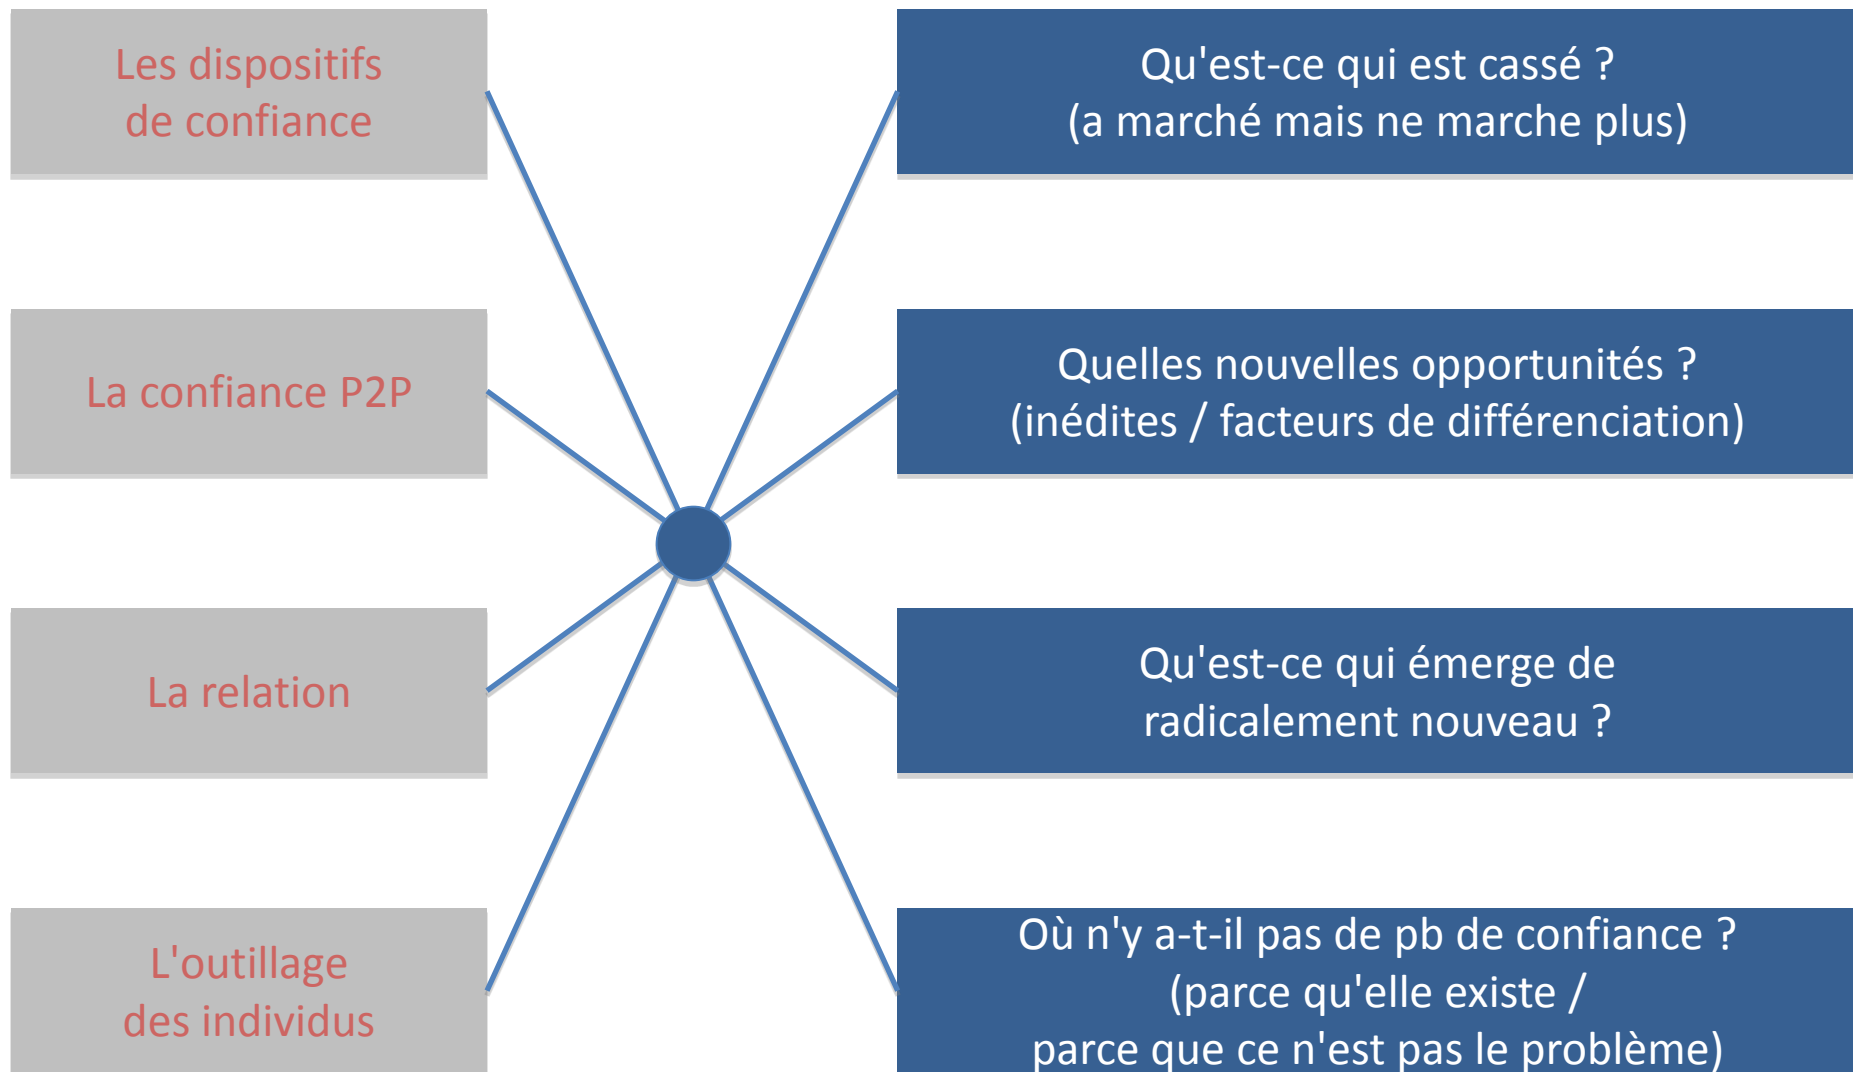 Les dispositifs
de confiance
Qu'est-ce qui est cassé ?
(a marché mais ne marche plus)
La confiance P2P
Quelles nouvelles opportunités ?
(inédites / facteurs de différenciation)
La relation
Qu'est-ce qui émerge de
radicalement nouveau ?
L'outillage
des individus
Où n'y a-t-il pas de pb de confiance ?
(parce qu'elle existe /
parce que ce n'est pas le problème)